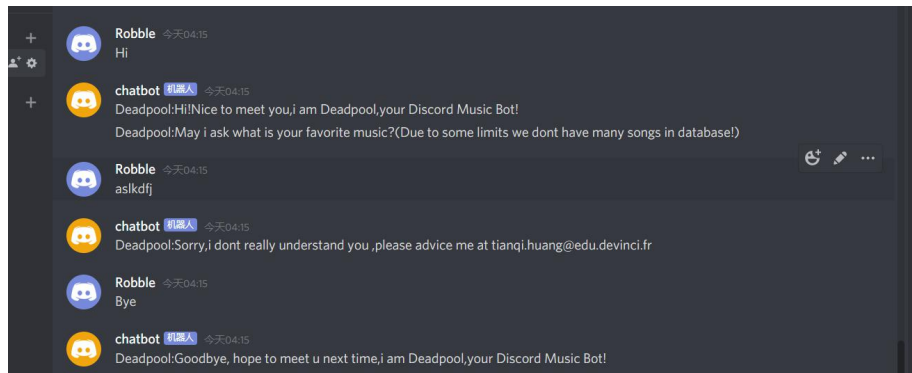 Robble 今天04:15
Hi
chatbot 机器人 今天04:15
Deadpool:Hi!Nice to meet you,i am Deadpool,your Discord Music Bot!
Deadpool:May i ask what is your favorite music?(Due to some limits we dont have many songs in database!)
Robble 今天04:15
aslkdfj
chatbot 机器人 今天04:15
Deadpool:Sorry,i dont really understand you ,please advice me at tianqi.huang@edu.devinci.fr
Robble 今天04:15
Bye
chatbot 机器人 今天04:15
Deadpool:Goodbye, hope to meet u next time,i am Deadpool,your Discord Music Bot!